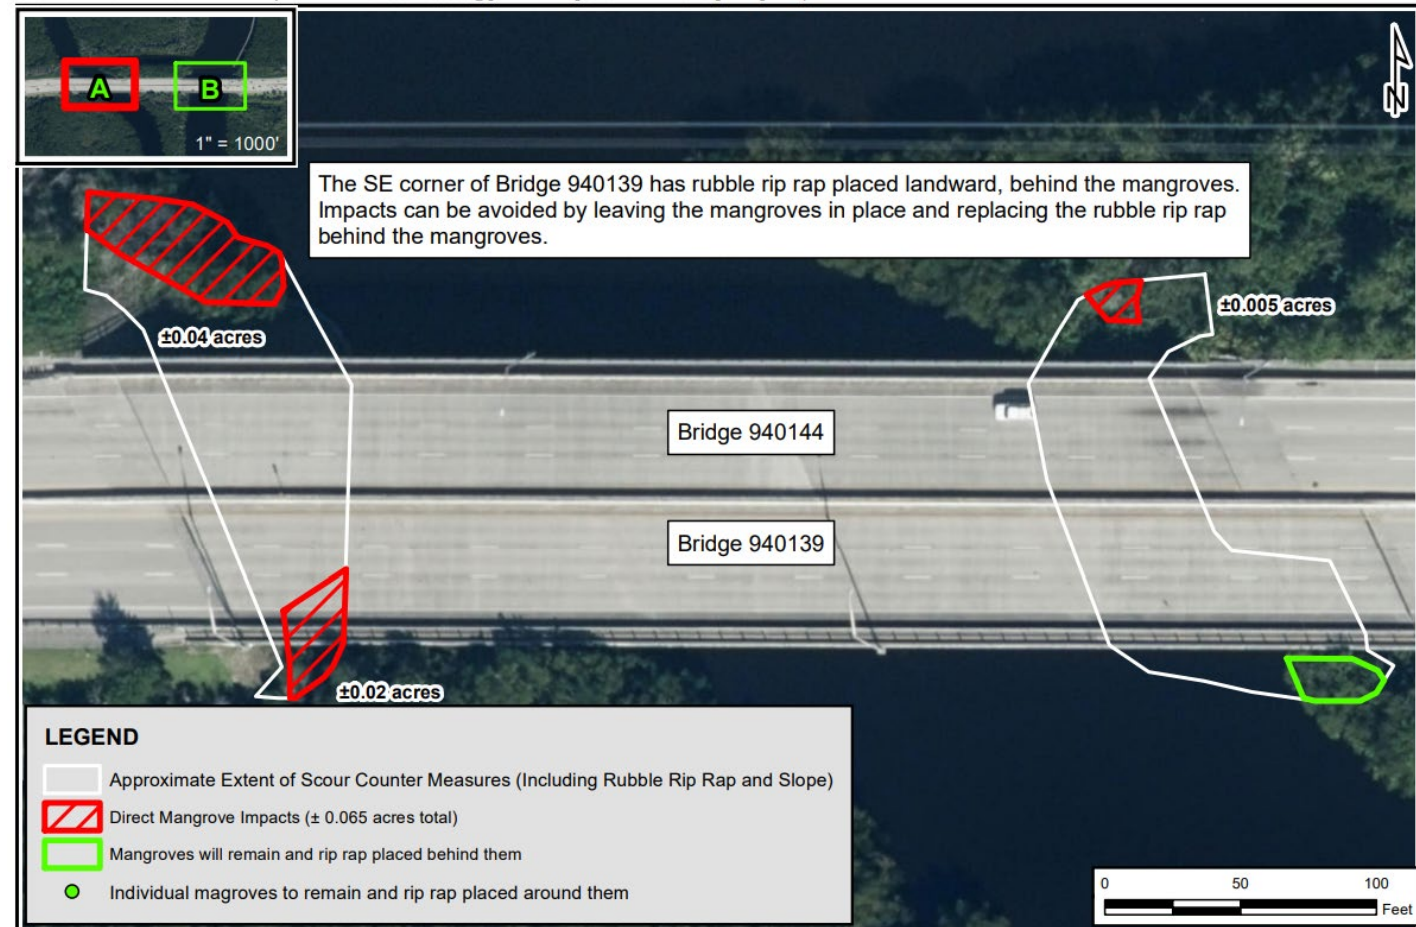 A
B
1" = 1000'
N
The SE corner of Bridge 940139 has rubble rip rap placed landward, behind the mangroves.
Impacts can be avoided by leaving the mangroves in place and replacing the rubble rip rap
behind the mangroves.
±0.04 acres
±0.005 acres
Bridge 940144
Bridge 940139
±0.02 acres
LEGEND
Approximate Extent of Scour Counter Measures (Including Rubble Rip Rap and Slope)
Direct Mangrove Impacts (± 0.065 acres total)
Mangroves will remain and rip rap placed behind them
Individual magroves to remain and rip rap placed around them
0 50 100
Feet